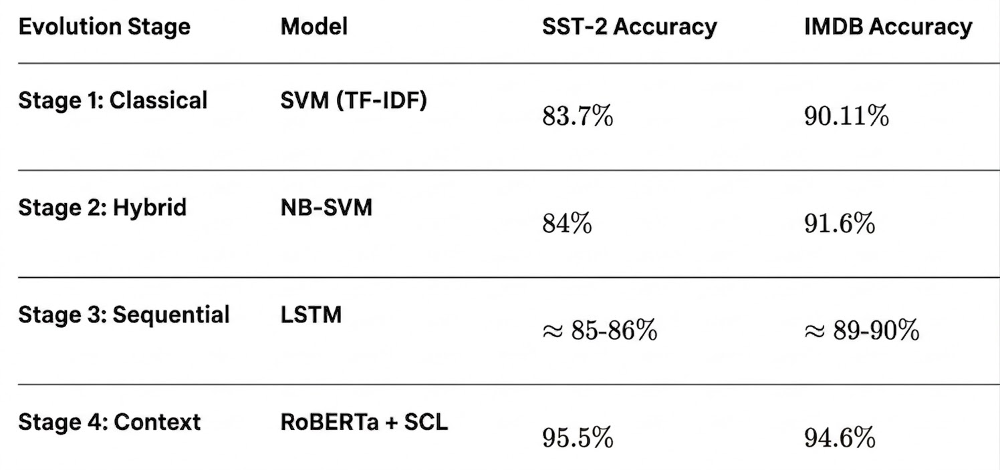 Evolution Stage Model SST-2 Accuracy IMDB Accuracy
Stage 1: Classical SVM (TF-IDF) 83.7% 90.11%
Stage 2: Hybrid NB-SVM 84% 91.6%
Stage 3: Sequential LSTM ≈ 85-86% ≈ 89-90%
Stage 4: Context RoBERTa + SCL 95.5% 94.6%